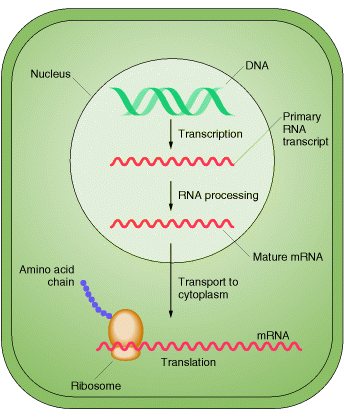 DNA
Nucleus
Primary
RNA
transcript
Transcription
RNA processing
Mature mRNA
Amino acid
chain
Transport to
cytoplasm
mRNA
Translation
Ribosome